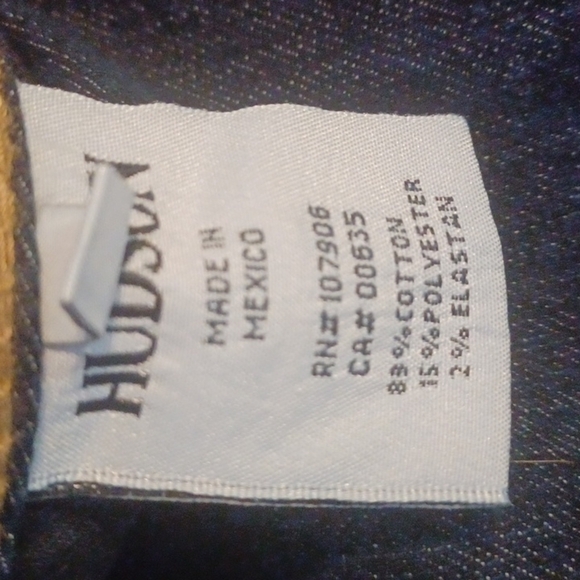 HUDSON
MADE IN
MEXICO
RN# 107906
CA# 00635
83% COTTON
15% POLYESTER
2% ELASTAN